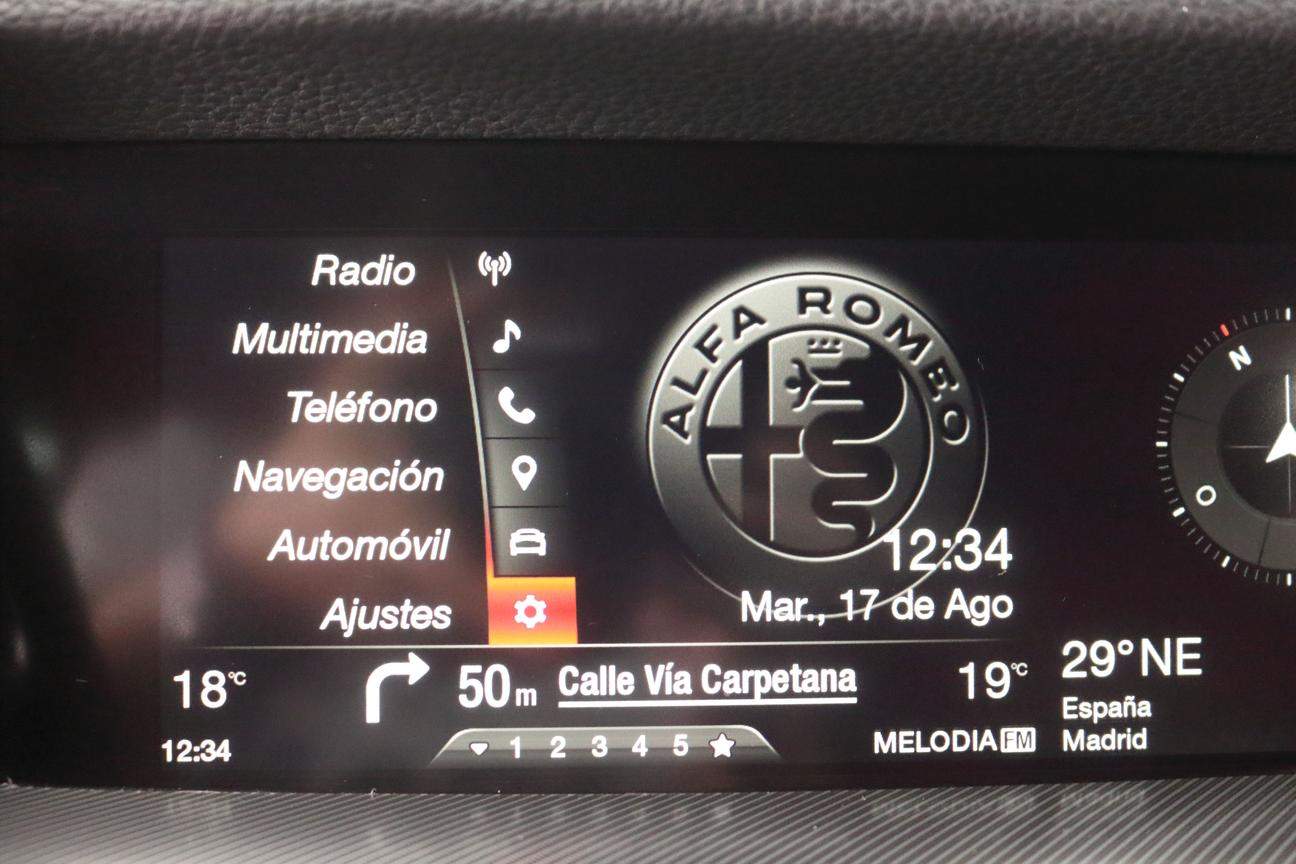 Radio
Multimedia
Teléfono
Navegación
Automóvil
Ajustes
ALFA ROMEO
12:34
Mar., 17 de Ago
N
O
18°C
50 m Calle Vía Carpetana
19°C
29° NE
España
Madrid
12:34
1 2 3 4 5
MELODIA FM